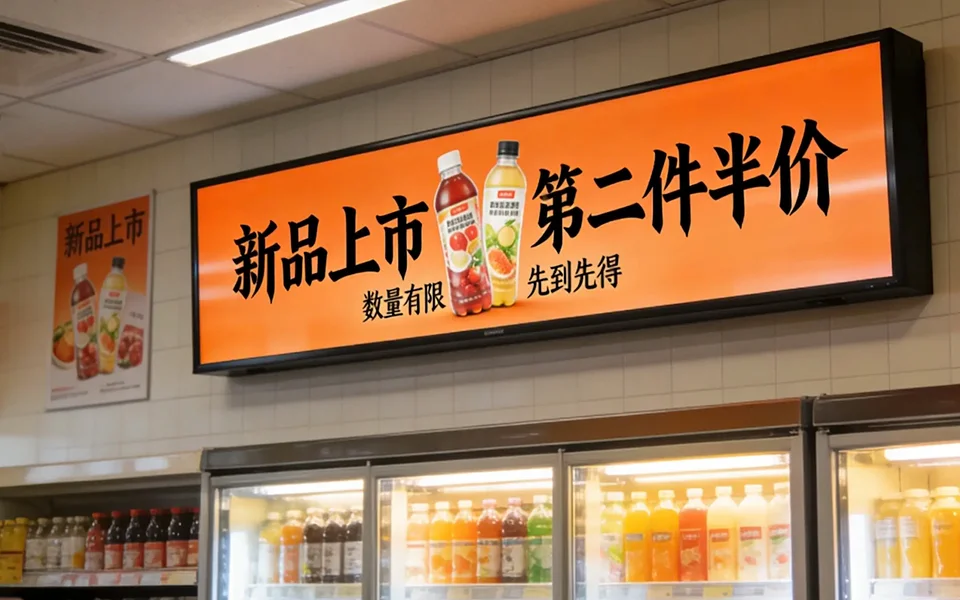 新品上市
第二件半价
数量有限
先到先得
新品上市